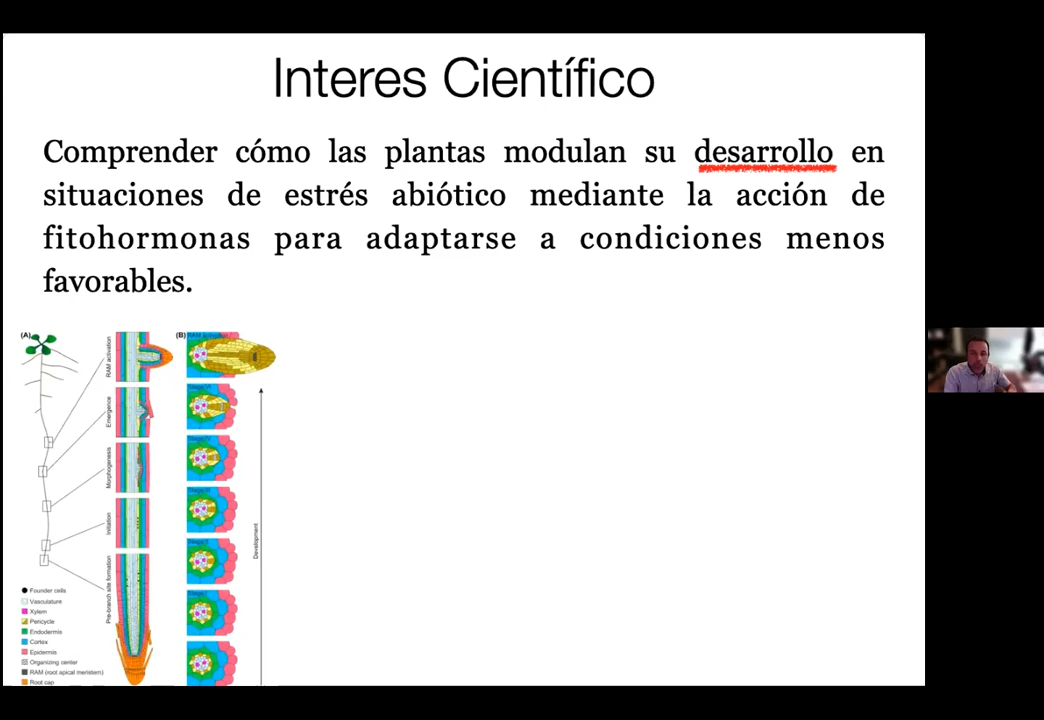 Interes Científico
Comprender cómo las plantas modulan su desarrollo en
situaciones de estrés abiótico mediante la acción de
fitohormonas para adaptarse a condiciones menos
favorables.
(A)
RAM activation
Emergence
Morphogenesis
Initiation
Pre-branch site formation
(B)
Development
Founder cells
Vasculature
Xylem
Pericycle
Endodermis
Cortex
Epidermis
Organizing center
RAM (root apical meristem)
Root cap